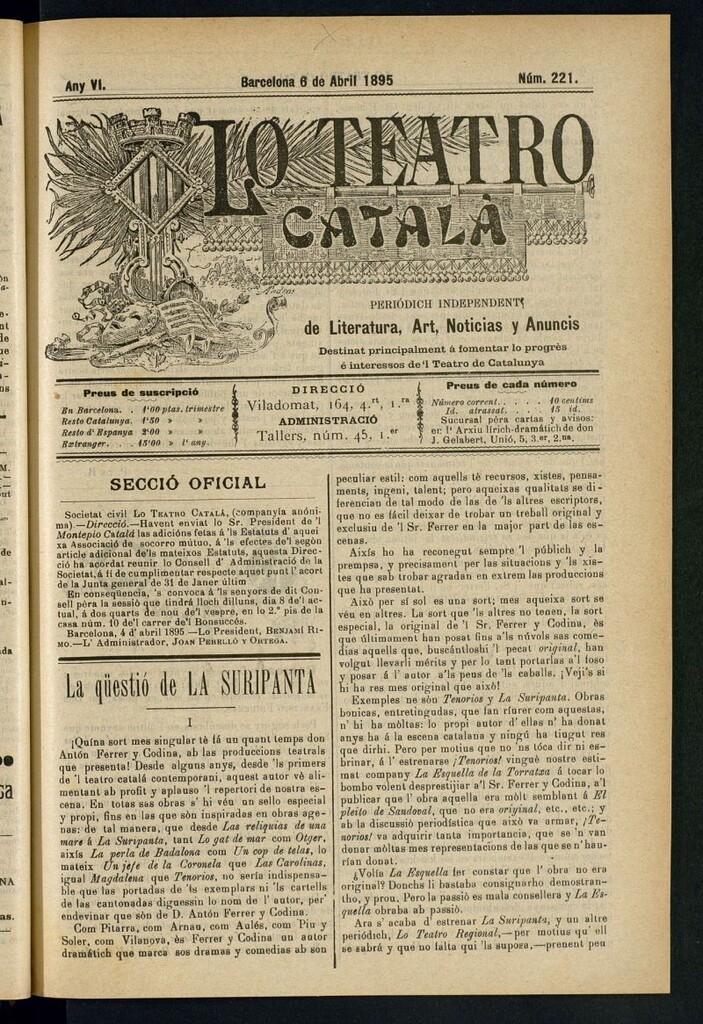 Any VI.
Barcelona 6 de Abril 1895
Núm. 221.
LO TEATRO
CATALÀ
PERIÓDICH INDEPENDENT
de Literatura, Art, Noticias y Anuncis
Destinat principalment á fomentar lo progrès
é interessos de 'l Teatro de Catalunya
Preus de suscripció
En Barcelona. . 1'00 ptas. trimestre
Resto Catalunya. 1'50 » »
Resto d' Espanya 2'00 » »
Extranger. . . 15'00 » l' any.
DIRECCIÓ
Viladomat, 164, 4.rt, 1.ra
ADMINISTRACIÓ
Tallers, núm. 45, 1.er
Preus de cada número
Número corrent. . . . . 10 centims
Id. atrassat. . . . . 15 id.
Sucursal pera cartas y avisos:
en l' Arxiu llrich-dramátich de don
J. Gelabert, Unió, 5, 3.er, 2.na.
SECCIÓ OFICIAL
Societat civil LO TEATRO CATALÁ, (companyía anóni-
ma).—Direcció.—Havent enviat lo Sr. President de 'l
Montepio Catalá las adicións fetas á 'ls Estatuts d' aquei
xa Associació de socorro mútuo, á 'ls efectes de'l segón
article adicional de'ls mateixos Estatuts, aquesta Direc-
ció ha acordat reunir lo Consell d' Administració de la
Societat,á fi de cumplimentar respecte aquet punt l' acort
de la Junta general de 31 de Janer últim
En conseqüencia, 's convoca á 'ls senyors de dit Con-
sell pera la sessió que tindrá lloch dilluns, dia 8 de'l ac-
tual, á dos quarts de nou de'l vespre, en lo 2.º pis de la
casa núm. 10 de'l carrer de'l Bonsuccés.
Barcelona, 4 d' abril 1895 —Lo President, BENJAMÍ RI-
MO.—L' Administrador, JOAN PERELLÓ Y ORTEGA.
La qüestió de LA SURIPANTA
I
¡Quína sort mes singular té lá un quant temps don
Antón Ferrer y Codina, ab las produccions teatrals
que presenta! Desde alguns anys, desde 'ls primers
de 'l teatro catalá contemporani, aquest autor vè ali-
mentant ab profit y aplauso 'l repertori de nostra es-
cena. En totas sas obras s' hi véu un sello especial
y propi, fins en las que són inspiradas en obras age-
nas: de tal manera, que desde Las reliquias de una
mare á La Suripanta, tant Lo gat de mar com Otger,
aixís La perla de Badalona com Un cop de telas, lo
mateix Un jefe de la Coronela que Las Carolinas,
igual Magdalena que Tenorios, no seria indispensa-
ble que las portadas de 'ls exemplars ni 'ls cartells
de las cantonadas diguessin lo nom de l' autor, per'
endevinar que són de D. Antón Ferrer y Codina.
Com Pitarra, com Arnau, com Aulés, com Piu y
Soler, com Vilanova, ès Ferrer y Codina un autor
dramátich que marca sos dramas y comedias ab son
peculiar estil: com aquells té recursos, xistes, pensa-
ments, ingeni, talent; pero aqueixas qualitats se di-
ferencían de tal modo de las de 'ls altres escriptors,
que no es fácil deixar de trobar un treball original y
exclusiu de 'l Sr. Ferrer en la major part de las es-
cenas.
Aixís ho ha reconegut sempre 'l públich y la
prempsa, y precisament per las situacions y 'ls xis-
tes que sab trobar agradan en extrem las produccions
que ha presentat.
Això per sí sol es una sort; mes aqueixa sort se
véu en altres. La sort que 'ls altres no tenen, la sort
especial, la original de 'l Sr. Ferrer y Codina, ès
que últimament han posat fins a'ls núvols sas come-
dias aquells que, buscántloshi 'l pecat original, han
volgut llevarli mérits y per lo tant portarlas a'l foso
y posar á l' autor a'ls peus de 'ls caballs. ¡Veji's si
hi ha res mes original que aixó!
Exemples ne són Tenorios y La Suripanta. Obras
bonicas, entretingudas, que fan ríurer com aquestas,
n' hi ha mòltas: lo propi autor d' ellas n' ha donat
anys ha á la escena catalana y ningú ha tingut res
que dirhi. Pero per motius que no 'ns tóca dir ni es-
brinar, á l' estrenarse ¡Tenorios! vingué nostre esti-
mat company La Esquella de la Torratxa á tocar lo
bombo volent desprestijiar a'l Sr. Ferrer y Codina, a'l
publicar que l' obra aquella era mòlt semblant á El
pleito de Sandoval, que no era original, etc., etc.; y
ab la discussió periodística que aixó va armar, ¡Te-
norios! va adquirir tanta importancia, que se 'n van
donar mòltas mes representacions de las que se'n hau-
rían donat.
¿Volía La Esquella fer constar que l' obra no era
original? Donchs li bastaba consignarho demostran-
tho, y prou. Pero la passió es mala consellera y La Es-
quella obraba ab passió.
Ara s' acaba d' estrenar La Suripanta, y un altre
periódich, Lo Teatro Regional,—per motius qu' ell
se sabrá y que no falta qui 'ls suposa,—prenent peu